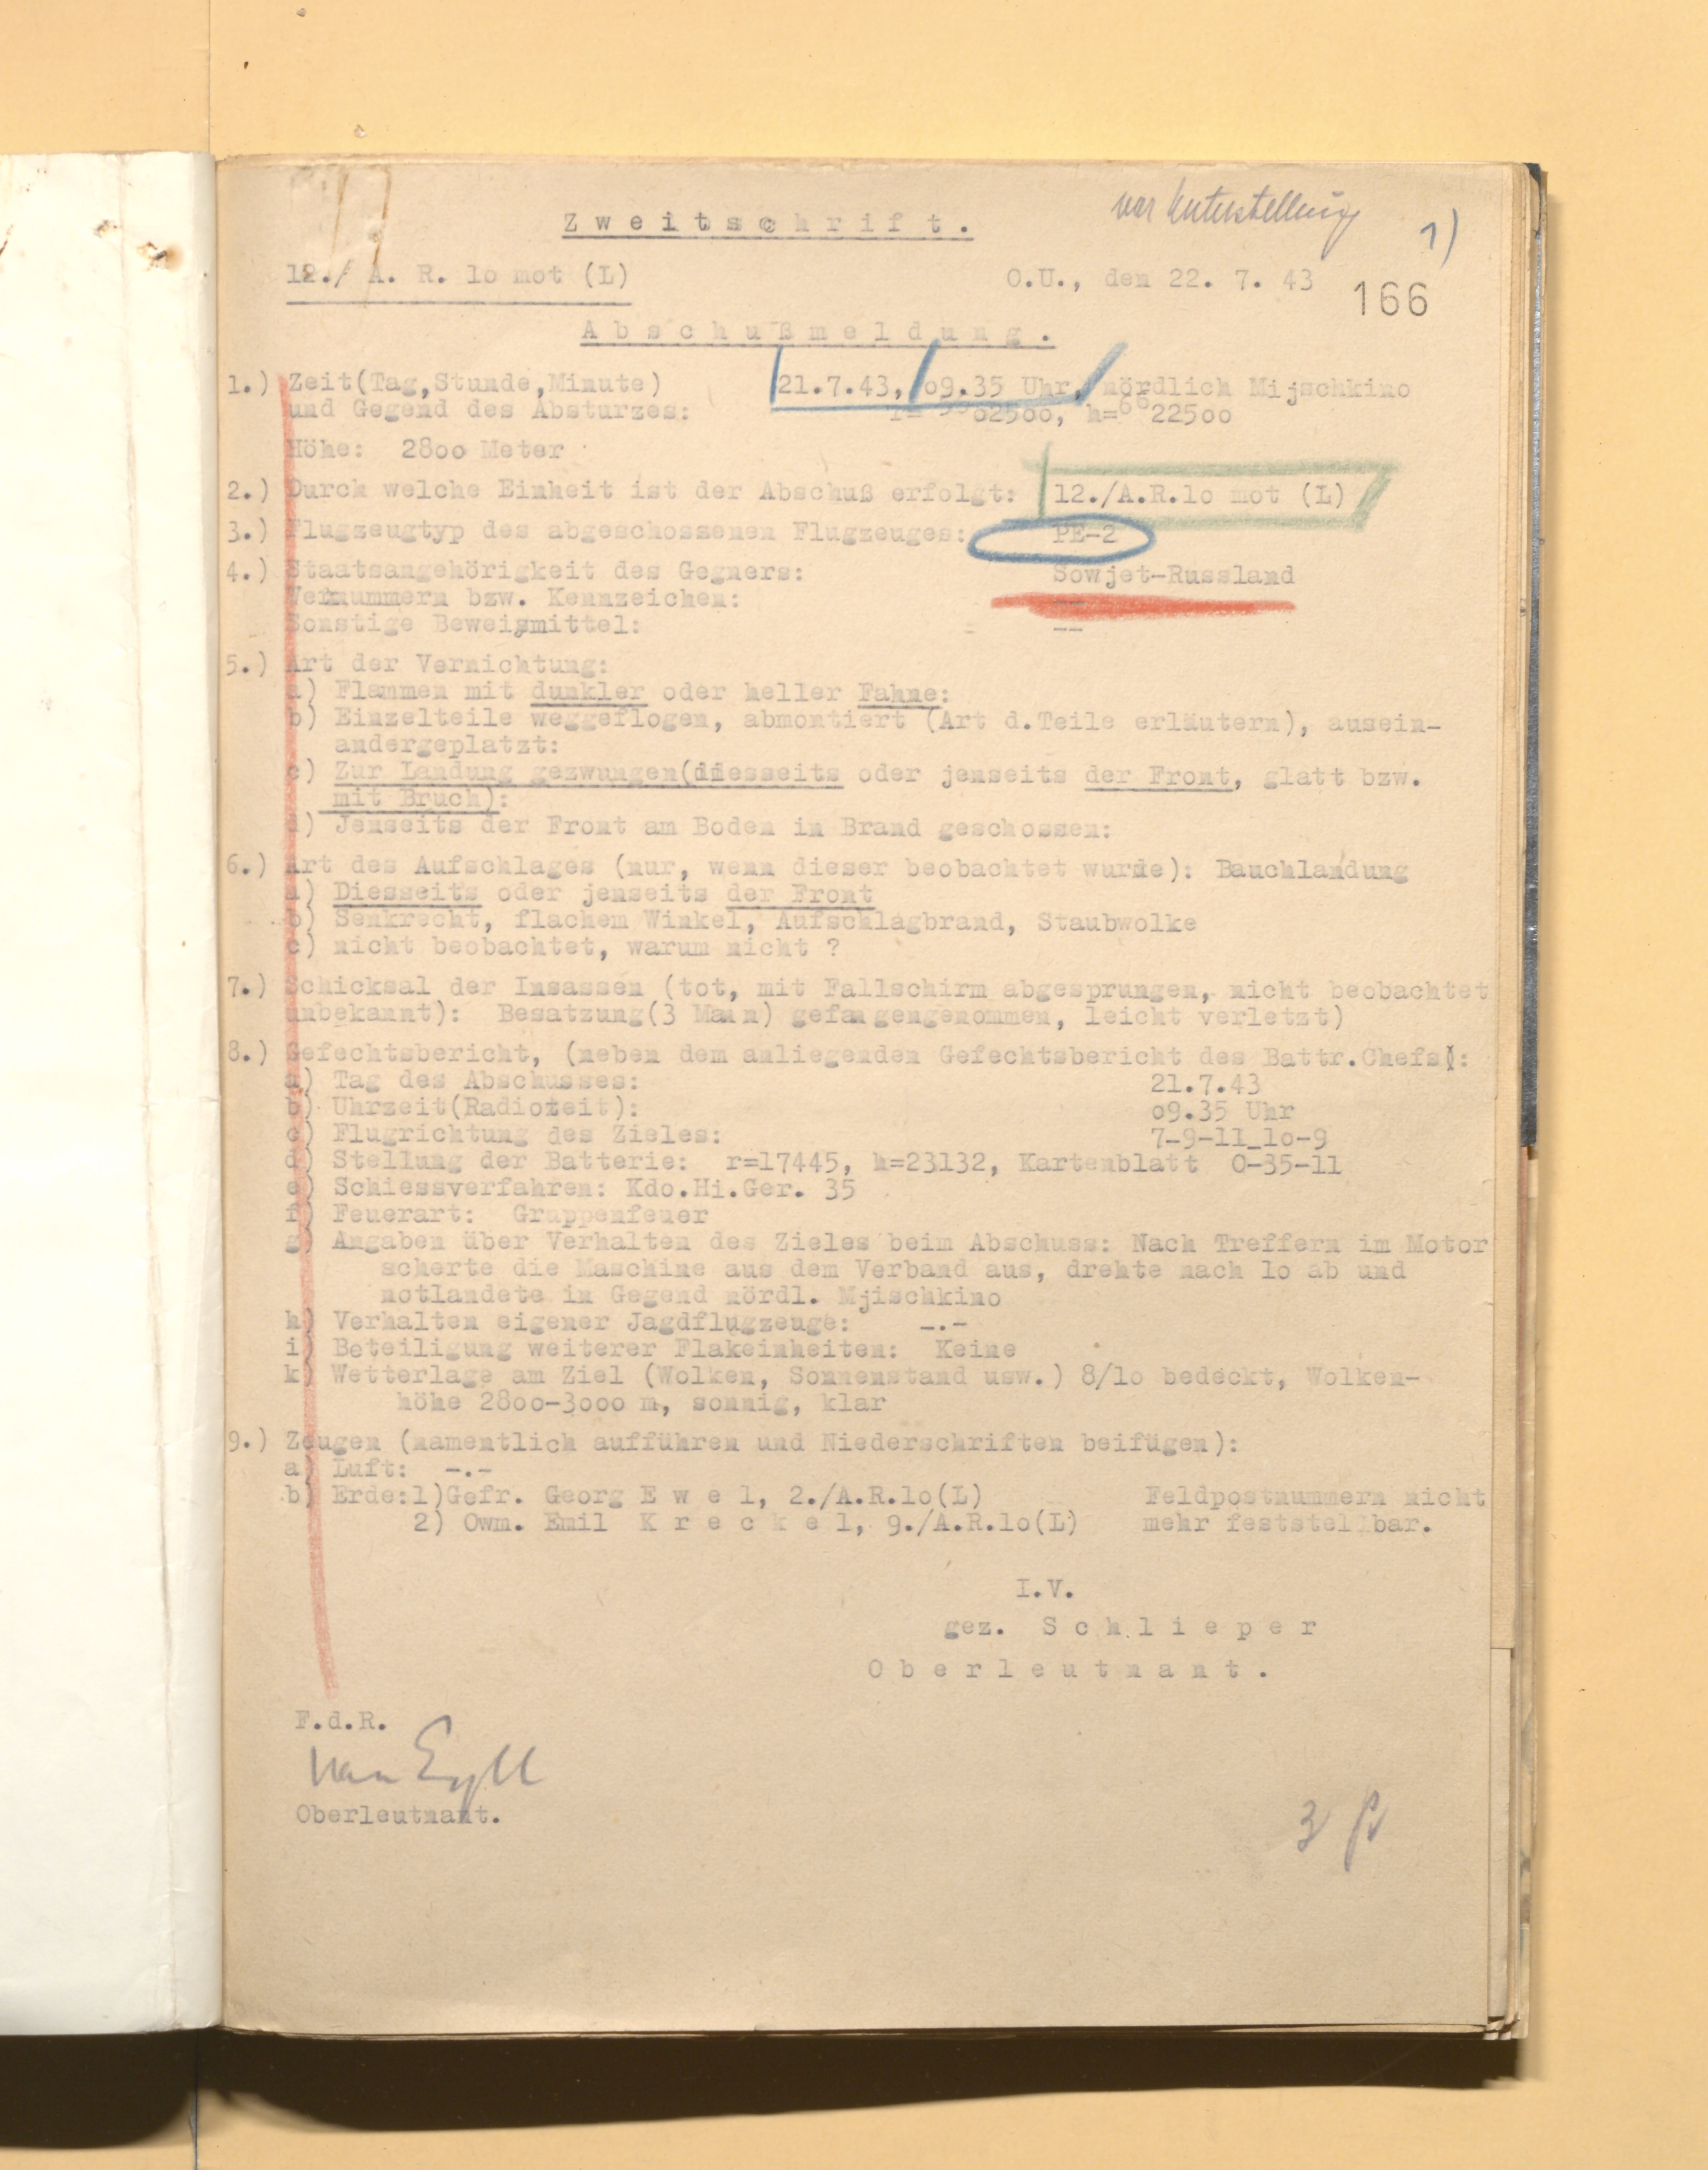 Zweitschrift.
vor Unterstellung
1)
12./ A. R. 1o mot (L)
O.U., den 22. 7. 43
166
Abschußmeldung.
1.) Zeit(Tag,Stunde,Minute) 21.7.43, o9.35 Uhr, nördlich Mijschkino
und Gegend des Absturzes: o25oo, h=66 225oo
Höhe: 28oo Meter
2.) Durch welche Einheit ist der Abschuß erfolgt: 12./A.R.1o mot (L)
3.) Flugzeugtyp des abgeschossenen Flugzeuges: PE-2
4.) Staatsangehörigkeit des Gegners: Sowjet-Russland
Wernummern bzw. Kennzeichen: --
Sonstige Beweismittel: --
5.) Art der Vernichtung:
a) Flammen mit dunkler oder heller Fahne:
b) Einzelteile weggeflogen, abmontiert (Art d.Teile erläutern), ausein-
andergeplatzt:
c) Zur Landung gezwungen(diesseits oder jenseits der Front, glatt bzw.
mit Bruch):
d) Jenseits der Front am Boden in Brand geschossen:
6.) Art des Aufschlages (nur, wenn dieser beobachtet wurde): Bauchlandung
a) Diesseits oder jenseits der Front
b) Senkrecht, flachem Winkel, Aufschlagbrand, Staubwolke
c) nicht beobachtet, warum nicht ?
7.) Schicksal der Insassen (tot, mit Fallschirm abgesprungen, nicht beobachtet
unbekannt): Besatzung(3 Mann) gefangengenommen, leicht verletzt)
8.) Gefechtsbericht, (neben dem anliegenden Gefechtsbericht des Battr.Chefs):
a) Tag des Abschusses: 21.7.43
b) Uhrzeit(Radiozeit): o9.35 Uhr
c) Flugrichtung des Zieles: 7-9-11_1o-9
d) Stellung der Batterie: r=17445, h=23132, Kartenblatt O-35-11
e) Schiessverfahren: Kdo.Hi.Ger. 35
f) Feuerart: Gruppenfeuer
g) Angaben über Verhalten des Zieles beim Abschuss: Nach Treffern im Motor
scherte die Maschine aus dem Verband aus, drehte nach 1o ab und
notlandete in Gegend nördl. Mjischkino
h) Verhalten eigener Jagdflugzeuge: -.-
i) Beteiligung weiterer Flakeinheiten: Keine
k) Wetterlage am Ziel (Wolken, Sonnenstand usw.) 8/1o bedeckt, Wolken-
höhe 28oo-3ooo m, sonnig, klar
9.) Zeugen (namentlich aufführen und Niederschriften beifügen):
a) Luft: -.-
b) Erde:1)Gefr. Georg E w e l, 2./A.R.1o(L) Feldpostnummern nicht
2) Owm. Emil K r e c k e l, 9./A.R.1o(L) mehr feststellbar.
I.V.
gez. S c h l i e p e r
O b e r l e u t n a n t .
F.d.R.
Oberleutnant.
3